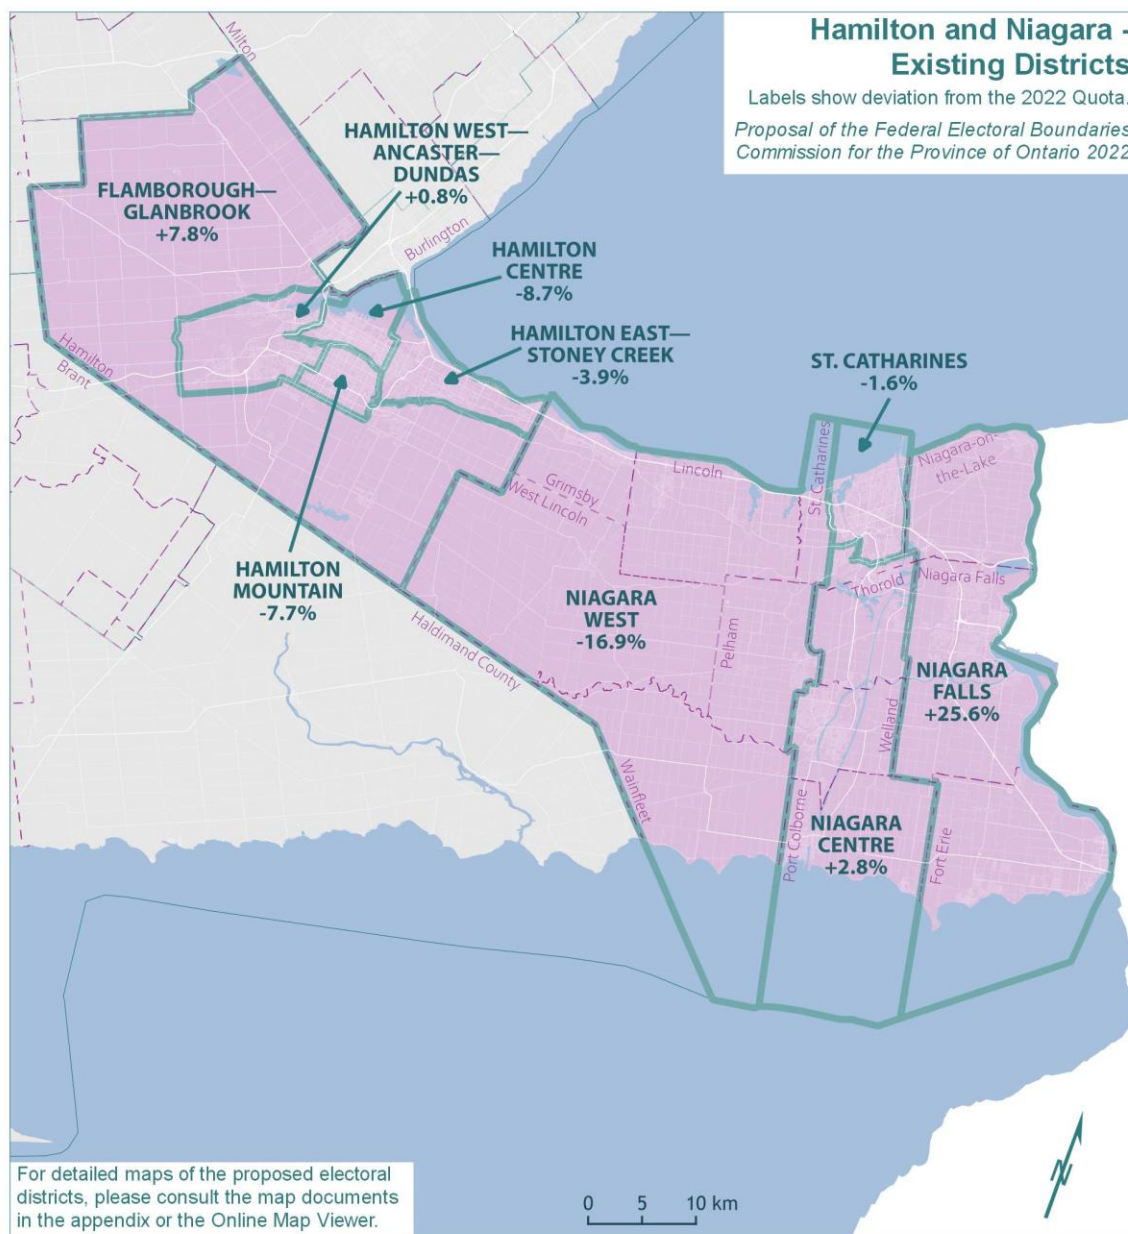 Hamilton and Niagara -
Existing Districts
Labels show deviation from the 2022 Quota.
Proposal of the Federal Electoral Boundaries
Commission for the Province of Ontario 2022
Milton
HAMILTON WEST—
ANCASTER—
DUNDAS
+0.8%
FLAMBOROUGH—
GLANBROOK
+7.8%
Burlington
HAMILTON
CENTRE
-8.7%
HAMILTON EAST—
STONEY CREEK
-3.9%
ST. CATHARINES
-1.6%
Hamilton
Brant
St. Catharines
Niagara-on-
the-Lake
Lincoln
Grimsby
West Lincoln
HAMILTON
MOUNTAIN
-7.7%
Thorold
Niagara Falls
NIAGARA
WEST
-16.9%
Haldimand County
Pelham
NIAGARA
FALLS
+25.6%
Welland
Wainfleet
Port Colborne
NIAGARA
CENTRE
+2.8%
Fort Erie
For detailed maps of the proposed electoral
districts, please consult the map documents
in the appendix or the Online Map Viewer.
0 5 10 km
N